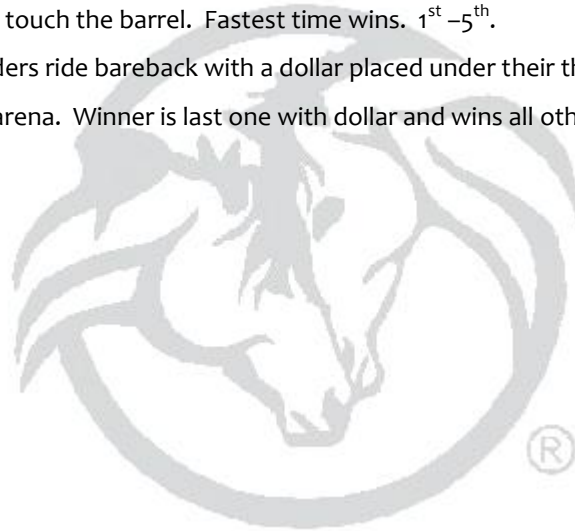 touch the barrel.  Fastest time wins.  1st –5th.
ride bareback with a dollar placed under their
arena.  Winner is last one with dollar and wins all
®